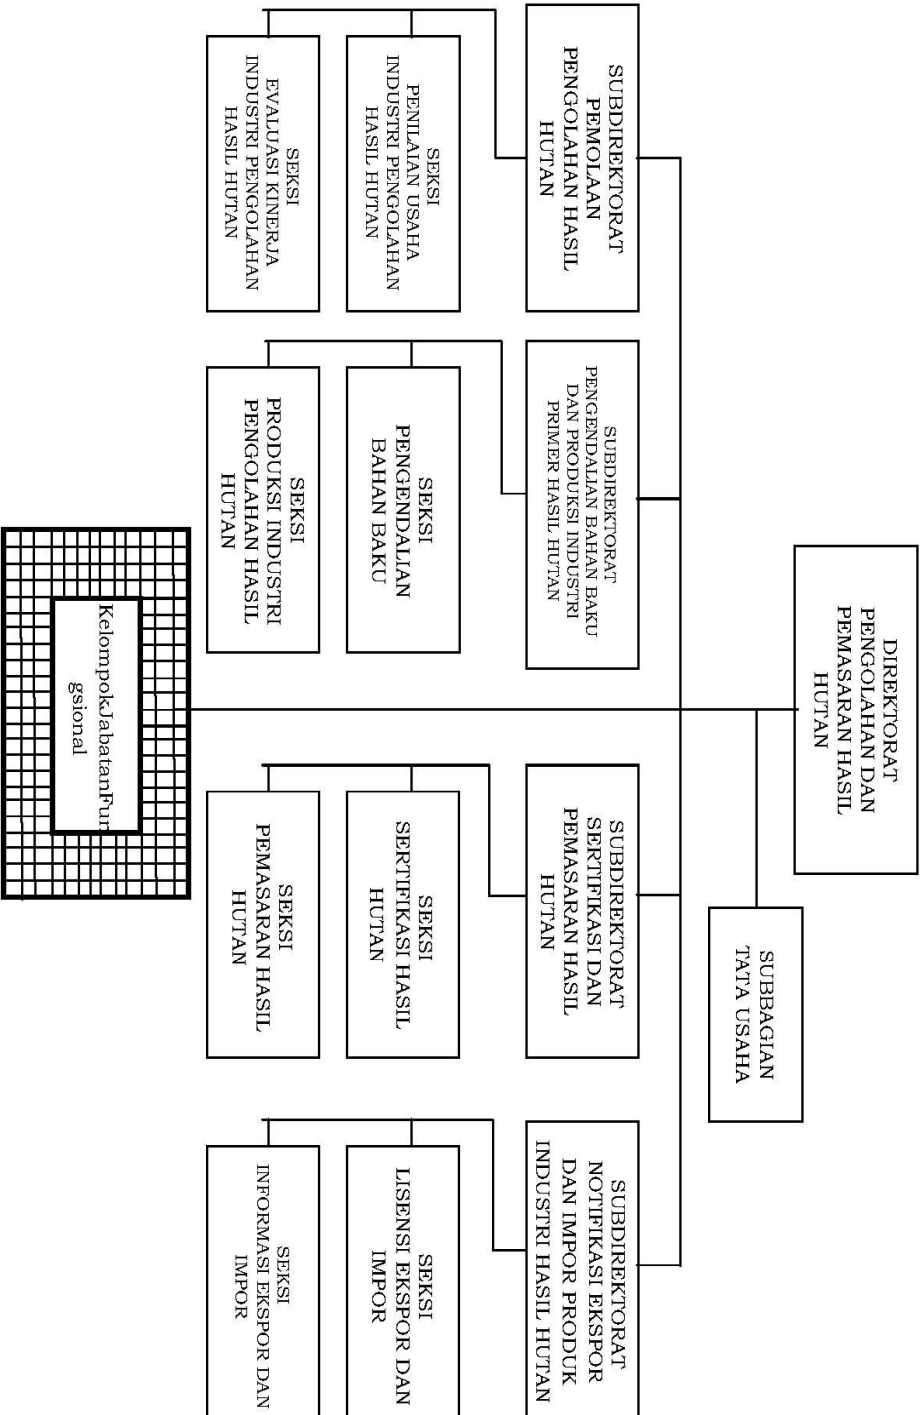 DIREKTORAT
PENGOLAHAN DAN
PEMASARAN HASIL
HUTAN
SUBBAGIAN
TATA USAHA
SUBDIREKTORAT
PEMOLAAN
PENGOLAHAN HASIL
HUTAN
SUBDIREKTORAT
PENGENDALIAN BAHAN BAKU
DAN PRODUKSI INDUSTRI
PRIMER HASIL HUTAN
SUBDIREKTORAT
SERTIFIKASI DAN
PEMASARAN HASIL
HUTAN
SUBDIREKTORAT
NOTIFIKASI EKSPOR
DAN IMPOR PRODUK
INDUSTRI HASIL HUTAN
SEKSI
PENILAIAN USAHA
INDUSTRI PENGOLAHAN
HASIL HUTAN
SEKSI
PENGENDALIAN
BAHAN BAKU
SEKSI
SERTIFIKASI HASIL
HUTAN
SEKSI
LISENSI EKSPOR DAN
IMPOR
SEKSI
EVALUASI KINERJA
INDUSTRI PENGOLAHAN
HASIL HUTAN
SEKSI
PRODUKSI INDUSTRI
PENGOLAHAN HASIL
HUTAN
SEKSI
PEMASARAN HASIL
HUTAN
SEKSI
INFORMASI EKSPOR DAN
IMPOR
KelompokJabatanFun
gsional